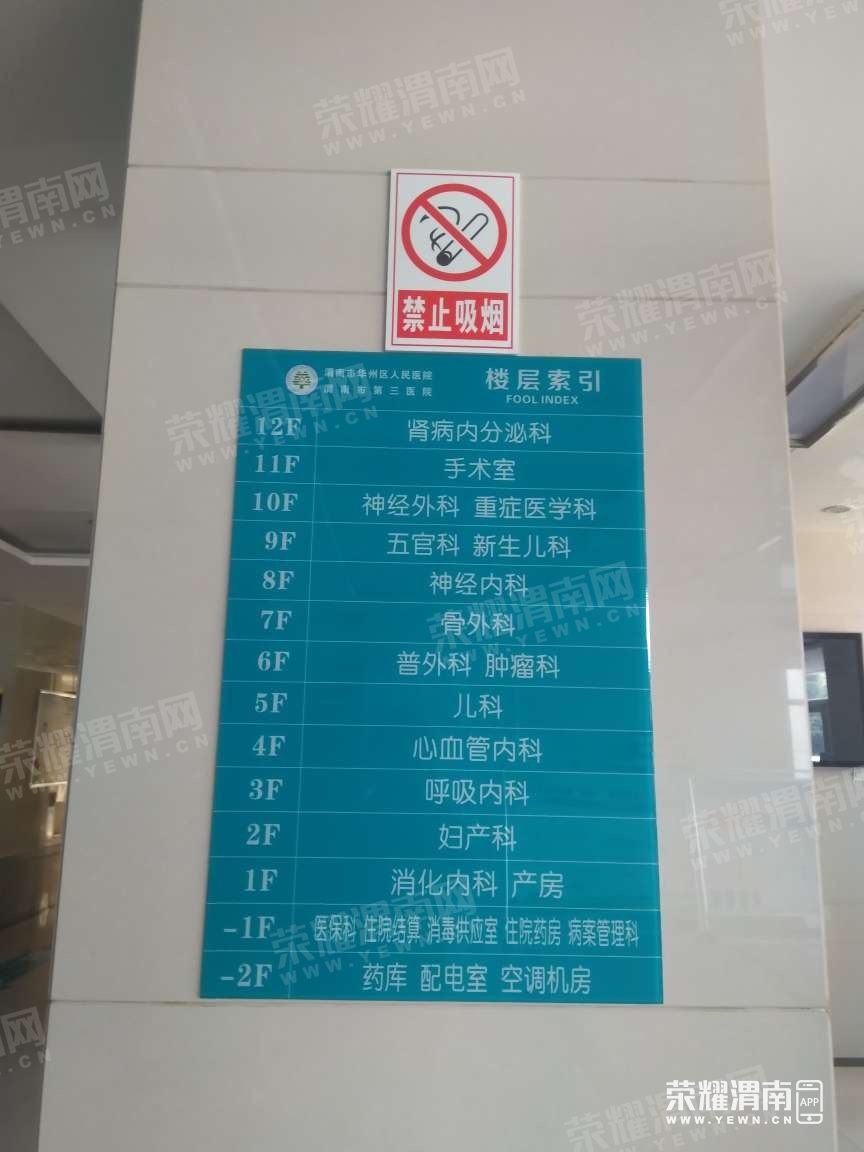 荣耀渭南网
WWW.YEWN.CN
禁止吸烟
渭南市华州区人民医院
渭南市第三医院
楼层索引
FOOL INDEX
12F 肾病内分泌科
11F 手术室
10F 神经外科 重症医学科
9F 五官科 新生儿科
8F 神经内科
7F 骨外科
6F 普外科 肿瘤科
5F 儿科
4F 心血管内科
3F 呼吸内科
2F 妇产科
1F 消化内科 产房
-1F 医保科 住院结算 消毒供应室 住院药房 病案管理科
-2F 药库 配电室 空调机房
荣耀渭南 APP
WWW.YEWN.CN